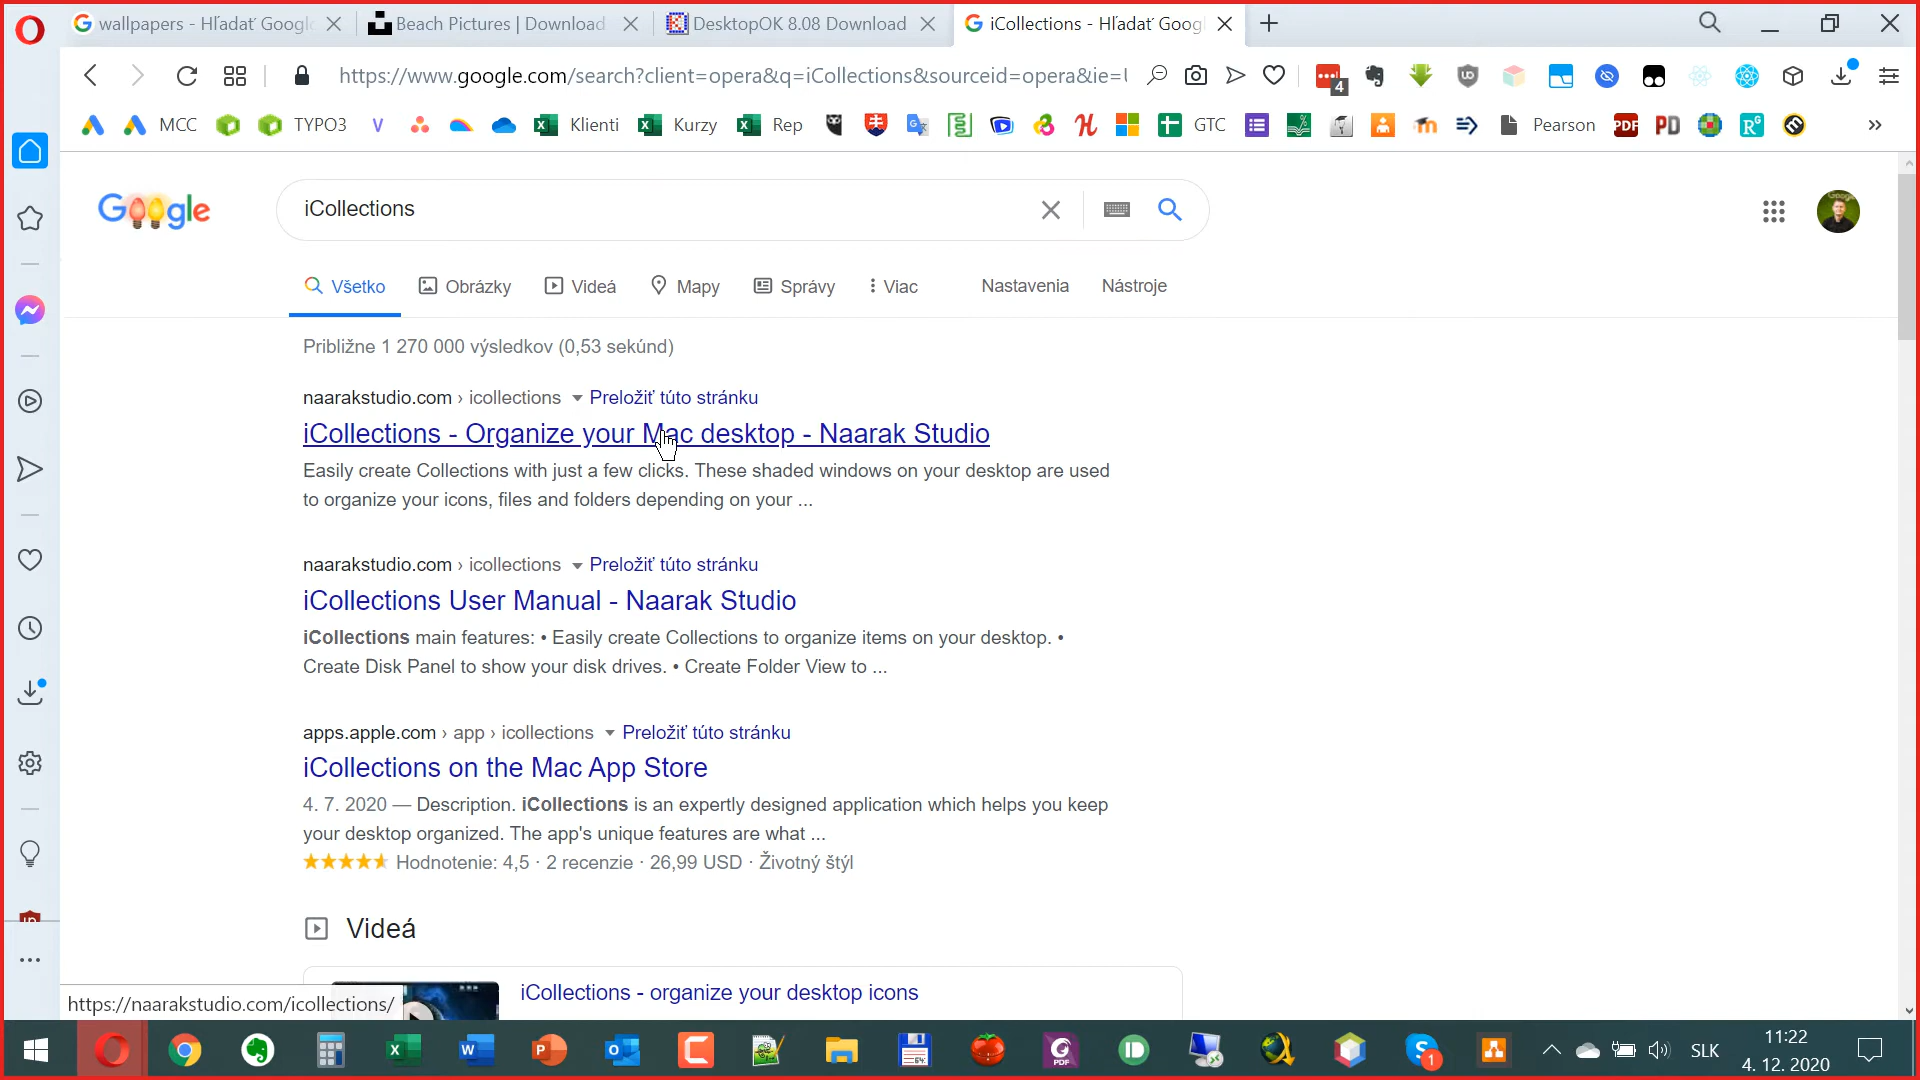 wallpapers - Hľadať Google
Beach Pictures | Download
DesktopOK 8.08 Download
iCollections - Hľadať Goog
https://www.google.com/search?client=opera&q=iCollections&sourceid=opera&ie=U
4
MCC
TYPO3
V
Klienti
Kurzy
Rep
GTC
Pearson
PDF
PD
Google
iCollections
Všetko
Obrázky
Videá
Mapy
Správy
Viac
Nastavenia
Nástroje
Približne 1 270 000 výsledkov (0,53 sekúnd)
naarakstudio.com › icollections Preložiť túto stránku
iCollections - Organize your Mac desktop - Naarak Studio
Easily create Collections with just a few clicks. These shaded windows on your desktop are used
to organize your icons, files and folders depending on your ...
naarakstudio.com › icollections Preložiť túto stránku
iCollections User Manual - Naarak Studio
iCollections main features: • Easily create Collections to organize items on your desktop. •
Create Disk Panel to show your disk drives. • Create Folder View to ...
apps.apple.com › app › icollections Preložiť túto stránku
iCollections on the Mac App Store
4. 7. 2020 — Description. iCollections is an expertly designed application which helps you keep
your desktop organized. The app's unique features are what ...
Hodnotenie: 4,5 · 2 recenzie · 26,99 USD · Životný štýl
Videá
iCollections - organize your desktop icons
https://naarakstudio.com/icollections/
SLK
11:22
4. 12. 2020